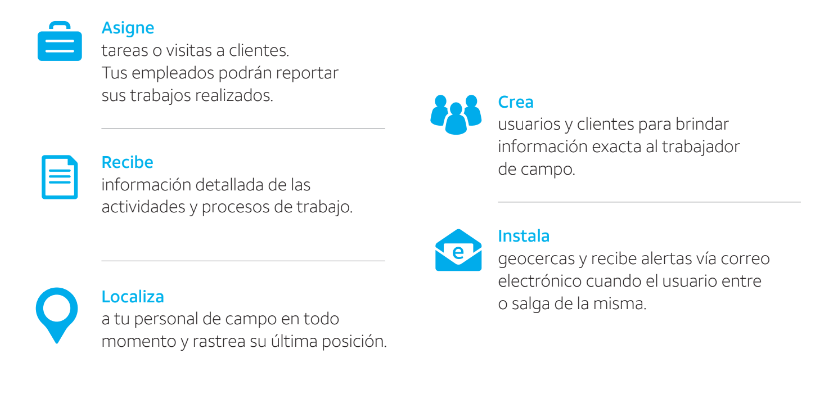 Asigne
tareas o visitas a clientes.
Tus empleados podrán reportar
sus trabajos realizados.
Recibe
información detallada de las
actividades y procesos de trabajo.
Localiza
a tu personal de campo en todo
momento y rastrea su última posición.
Crea
usuarios y clientes para brindar
información exacta al trabajador
de campo.
e
Instala
geocercas y recibe alertas vía correo
electrónico cuando el usuario entre
o salga de la misma.